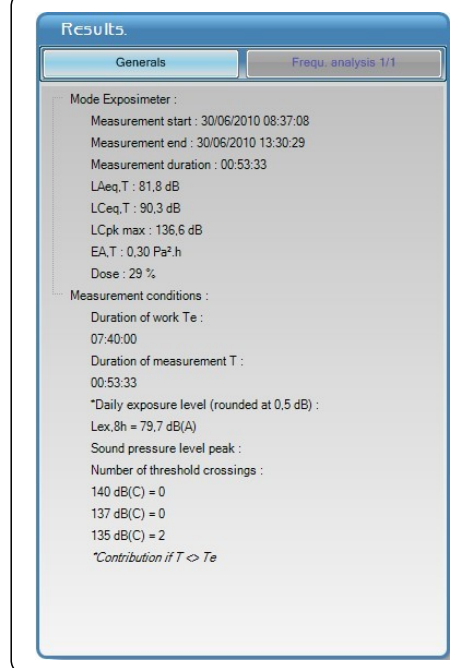 Results.
Generals
Frequ. analysis 1/1
Mode Exposimeter :
Measurement start : 30/06/2010 08:37:08
Measurement end : 30/06/2010 13:30:29
Measurement duration : 00:53:33
LAeq,T : 81,8 dB
LCeq,T : 90,3 dB
LCpk max : 136,6 dB
EA,T : 0,30 Pa².h
Dose : 29 %
Measurement conditions :
Duration of work Te :
07:40:00
Duration of measurement T :
00:53:33
*Daily exposure level (rounded at 0,5 dB) :
Lex,8h = 79,7 dB(A)
Sound pressure level peak :
Number of threshold crossings :
140 dB(C) = 0
137 dB(C) = 0
135 dB(C) = 2
*Contribution if T <> Te